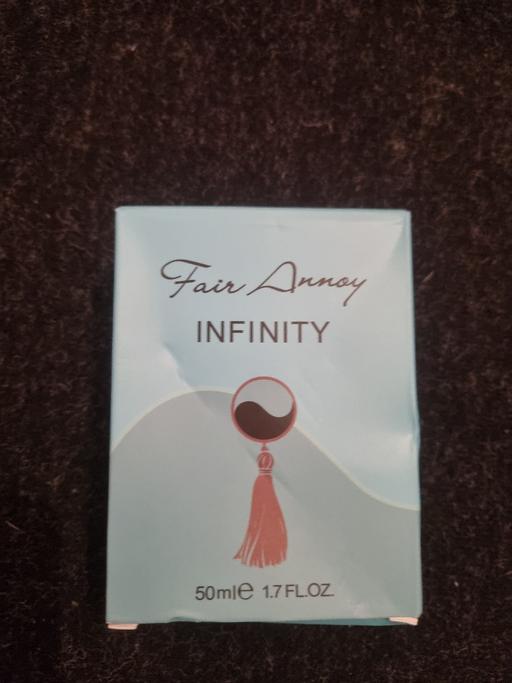 Fair Annoy
INFINITY
50ml℮ 1.7 FL.OZ.